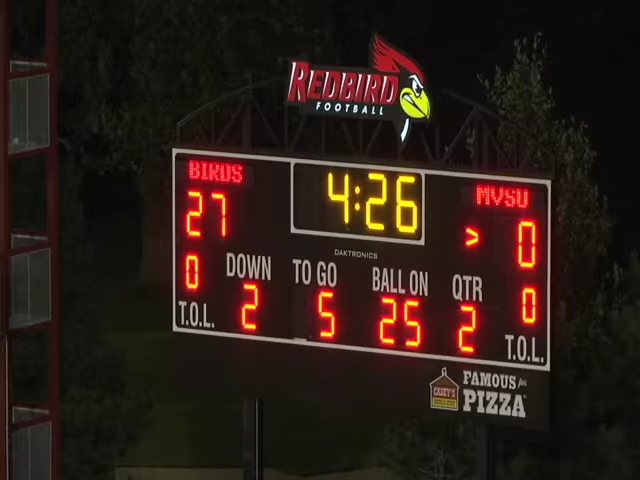 REDBIRD
FOOTBALL
BIRDS 4:26 MVSU
27 > 0
DAKTRONICS
0 DOWN TO GO BALL ON QTR 0
T.O.L. 2 5 25 2 T.O.L.
CASEY'S FAMOUS for
PIZZA